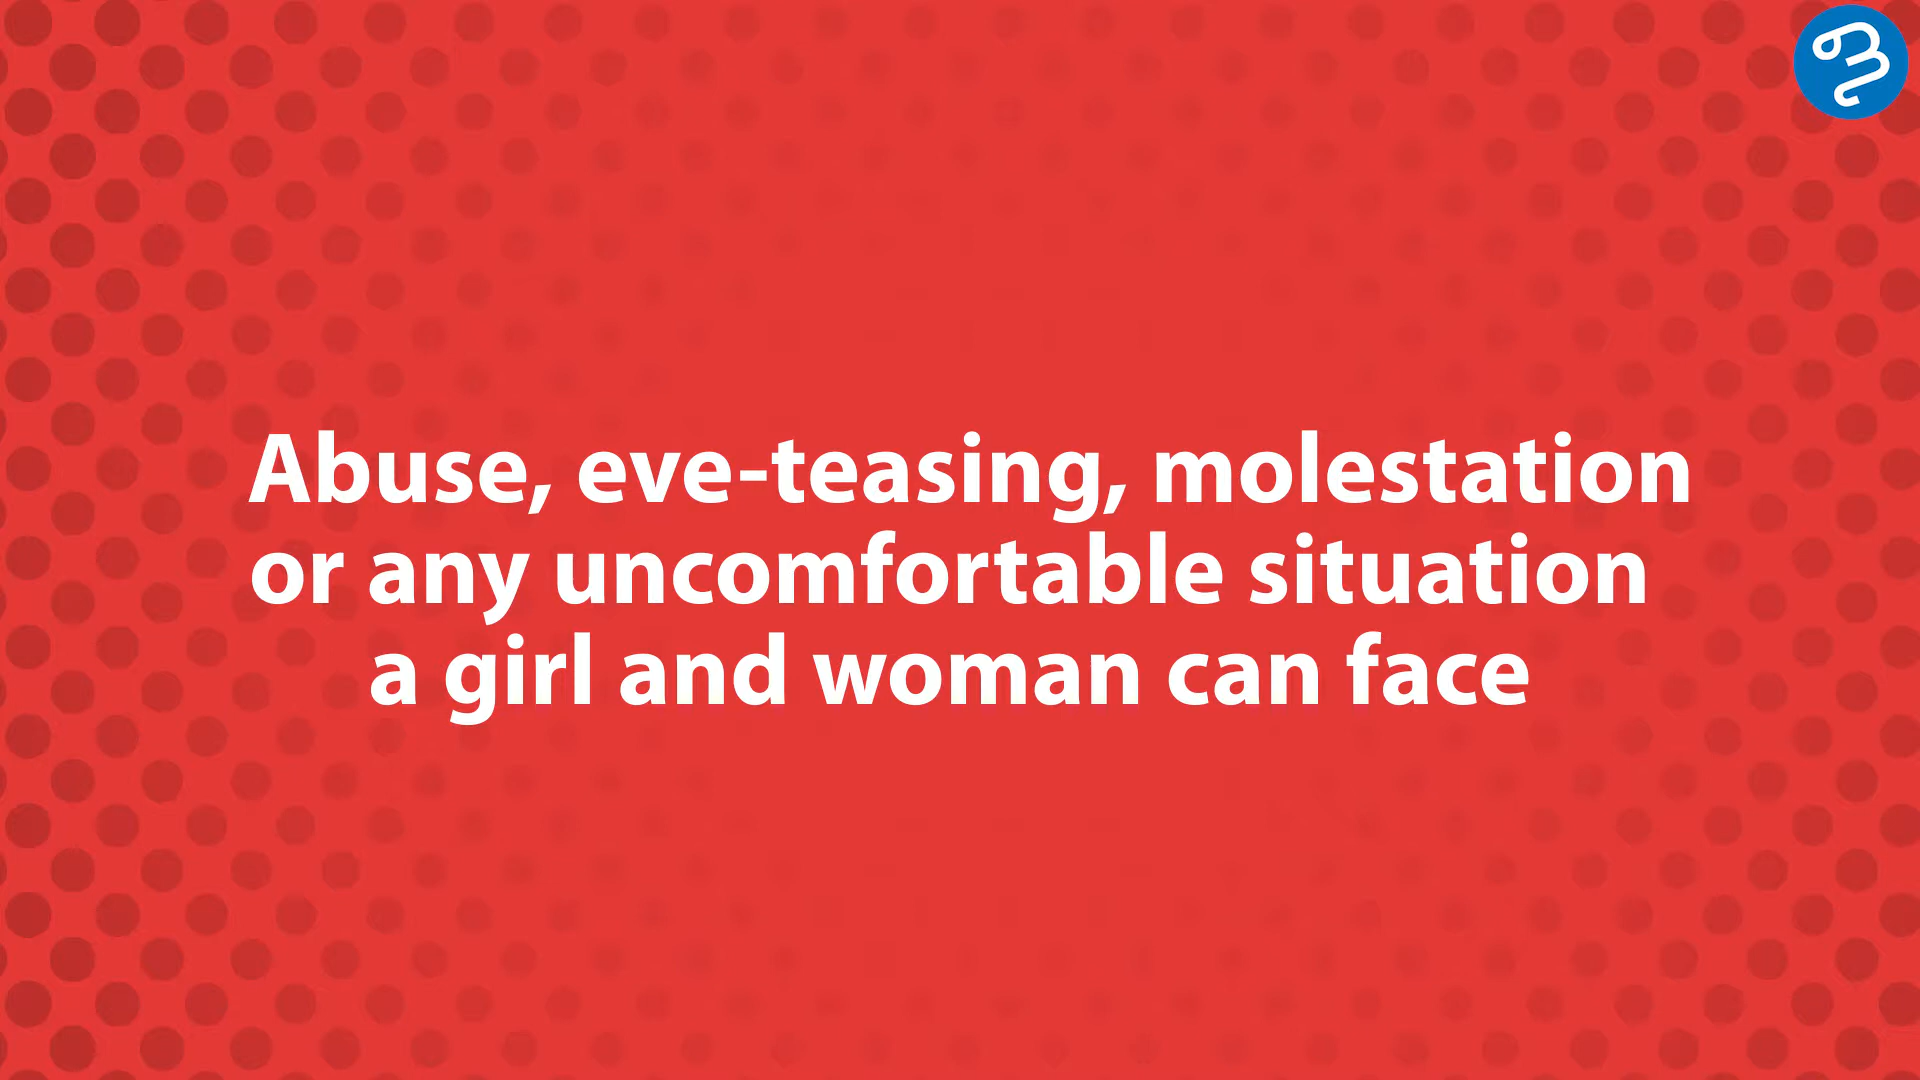 Abuse, eve-teasing, molestation
or any uncomfortable situation
a girl and woman can face